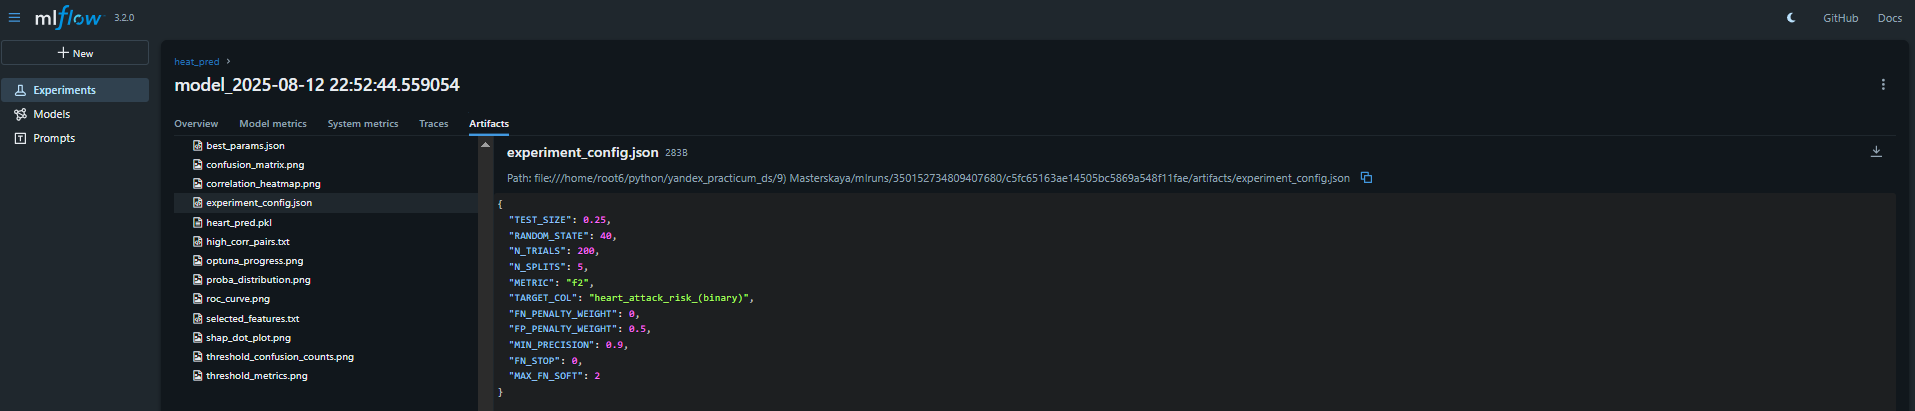 mlflow 3.2.0 GitHub Docs
New
Experiments
Models
Prompts
heat_pred
model_2025-08-12 22:52:44.559054
Overview Model metrics System metrics Traces Artifacts
best_params.json
confusion_matrix.png
correlation_heatmap.png
experiment_config.json
heart_pred.pkl
high_corr_pairs.txt
optuna_progress.png
proba_distribution.png
roc_curve.png
selected_features.txt
shap_dot_plot.png
threshold_confusion_counts.png
threshold_metrics.png
experiment_config.json 283B
Path: file:///home/root6/python/yandex_practicum_ds/9) Masterskaya/mlruns/350152734809407680/c5fc65163ae14505bc5869a548f11fae/artifacts/experiment_config.json
{
"TEST_SIZE": 0.25,
"RANDOM_STATE": 40,
"N_TRIALS": 200,
"N_SPLITS": 5,
"METRIC": "f2",
"TARGET_COL": "heart_attack_risk_(binary)",
"FN_PENALTY_WEIGHT": 0,
"FP_PENALTY_WEIGHT": 0.5,
"MIN_PRECISION": 0.9,
"FN_STOP": 0,
"MAX_FN_SOFT": 2
}